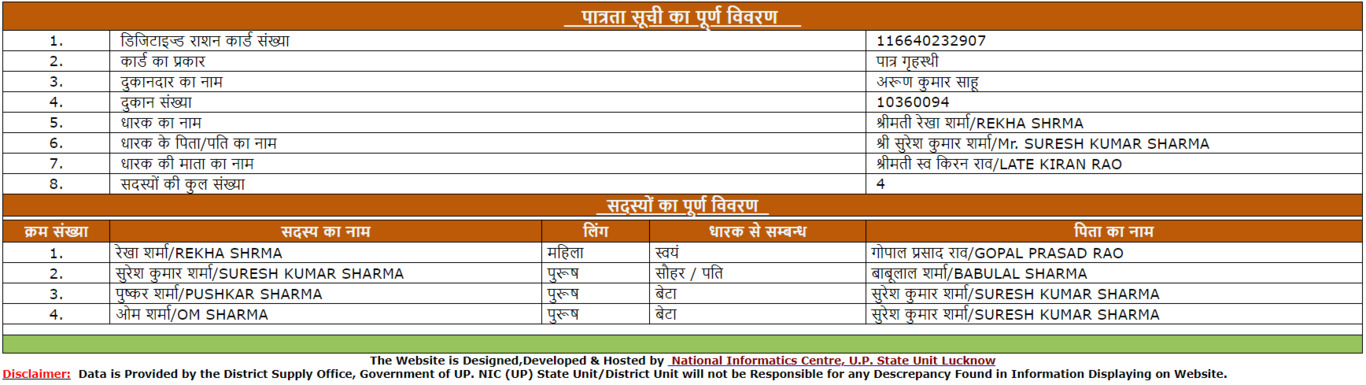 पात्रता सूची का पूर्ण विवरण
1. डिजिटाइज्ड राशन कार्ड संख्या 116640232907
2. कार्ड का प्रकार पात्र गृहस्थी
3. दुकानदार का नाम अरूण कुमार साहू
4. दुकान संख्या 10360094
5. धारक का नाम श्रीमती रेखा शर्मा/REKHA SHRMA
6. धारक के पिता/पति का नाम श्री सुरेश कुमार शर्मा/Mr. SURESH KUMAR SHARMA
7. धारक की माता का नाम श्रीमती स्व किरन राव/LATE KIRAN RAO
8. सदस्यों की कुल संख्या 4
सदस्यों का पूर्ण विवरण
क्रम संख्या सदस्य का नाम लिंग धारक से सम्बन्ध पिता का नाम
1. रेखा शर्मा/REKHA SHRMA महिला स्वयं गोपाल प्रसाद राव/GOPAL PRASAD RAO
2. सुरेश कुमार शर्मा/SURESH KUMAR SHARMA पुरूष सौहर / पति बाबूलाल शर्मा/BABULAL SHARMA
3. पुष्कर शर्मा/PUSHKAR SHARMA पुरूष बेटा सुरेश कुमार शर्मा/SURESH KUMAR SHARMA
4. ओम शर्मा/OM SHARMA पुरूष बेटा सुरेश कुमार शर्मा/SURESH KUMAR SHARMA
The Website is Designed,Developed & Hosted by National Informatics Centre, U.P. State Unit Lucknow
Disclaimer: Data is Provided by the District Supply Office, Government of UP. NIC (UP) State Unit/District Unit will not be Responsible for any Descrepancy Found in Information Displaying on Website.